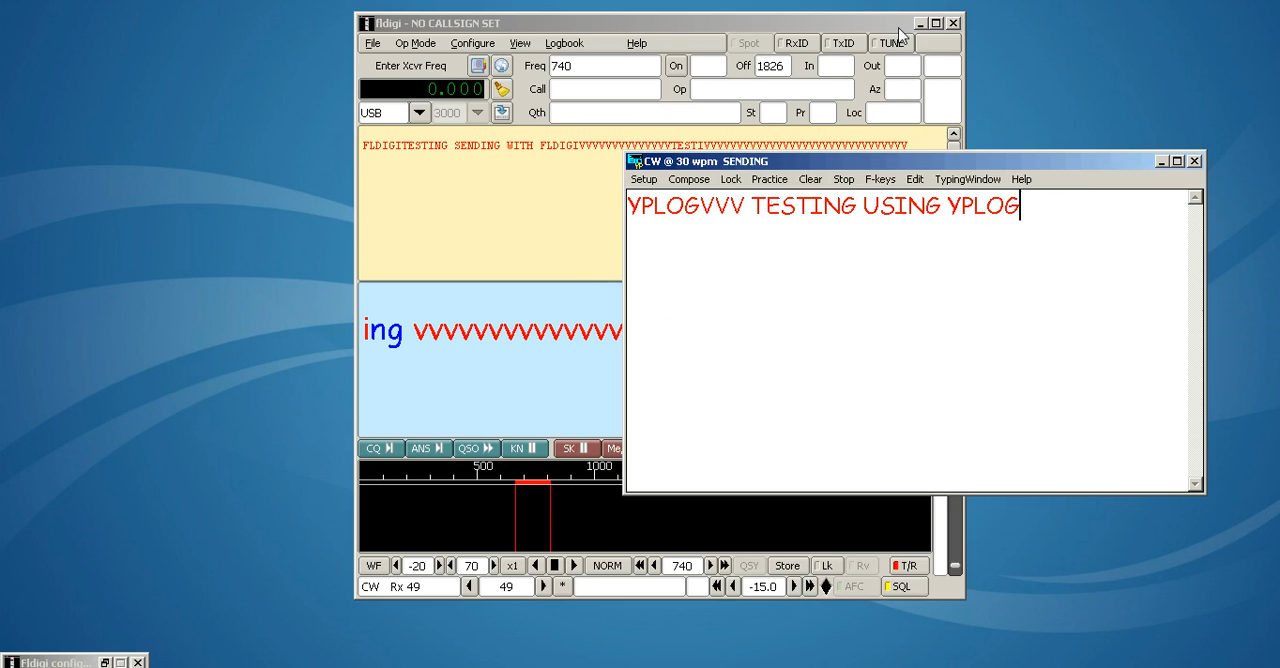 fldigi - NO CALLSIGN SET
File Op Mode Configure View Logbook Help Spot RxID TxID TUNE
Enter Xcvr Freq Freq 740 On Off 1826 In Out
0.000 Call Op Az
USB 3000 Qth St Pr Loc
FLDIGITESTING SENDING WITH FLDIGIVVVVVVVVVVVVVVTESTIVVVVVVVVVVVVVVVVVVVVVVVVVVVVVV
CW @ 30 wpm SENDING
Setup Compose Lock Practice Clear Stop F-keys Edit TypingWindow Help
YPLOGVVV TESTING USING YPLOG
ing vvvvvvvvvvvvvv
CQ ANS QSO KN SK Me
500 1000
WF -20 70 x1 NORM 740 QSY Store Lk Rv T/R
CW Rx 49 49 * -15.0 AFC SQL
Fldigi config...